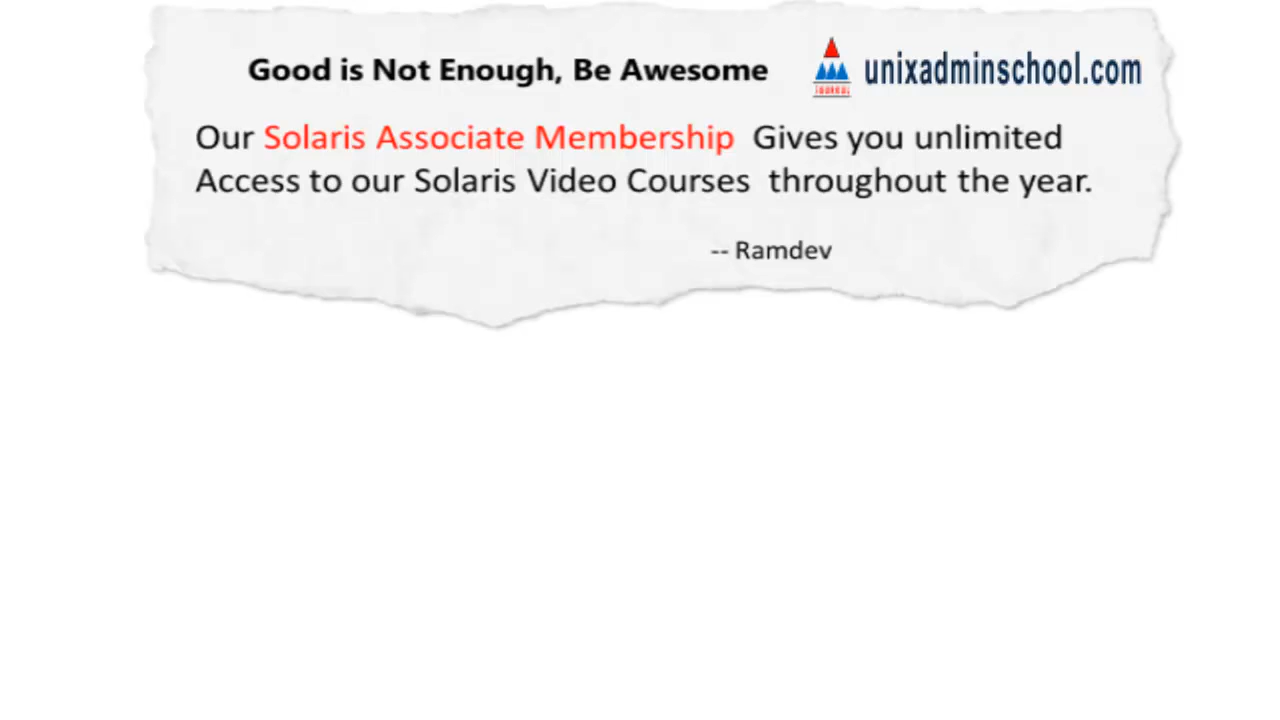 Good is Not Enough, Be Awesome
unixadminschool.com
Our Solaris Associate Membership Gives you unlimited
Access to our Solaris Video Courses throughout the year.
-- Ramdev